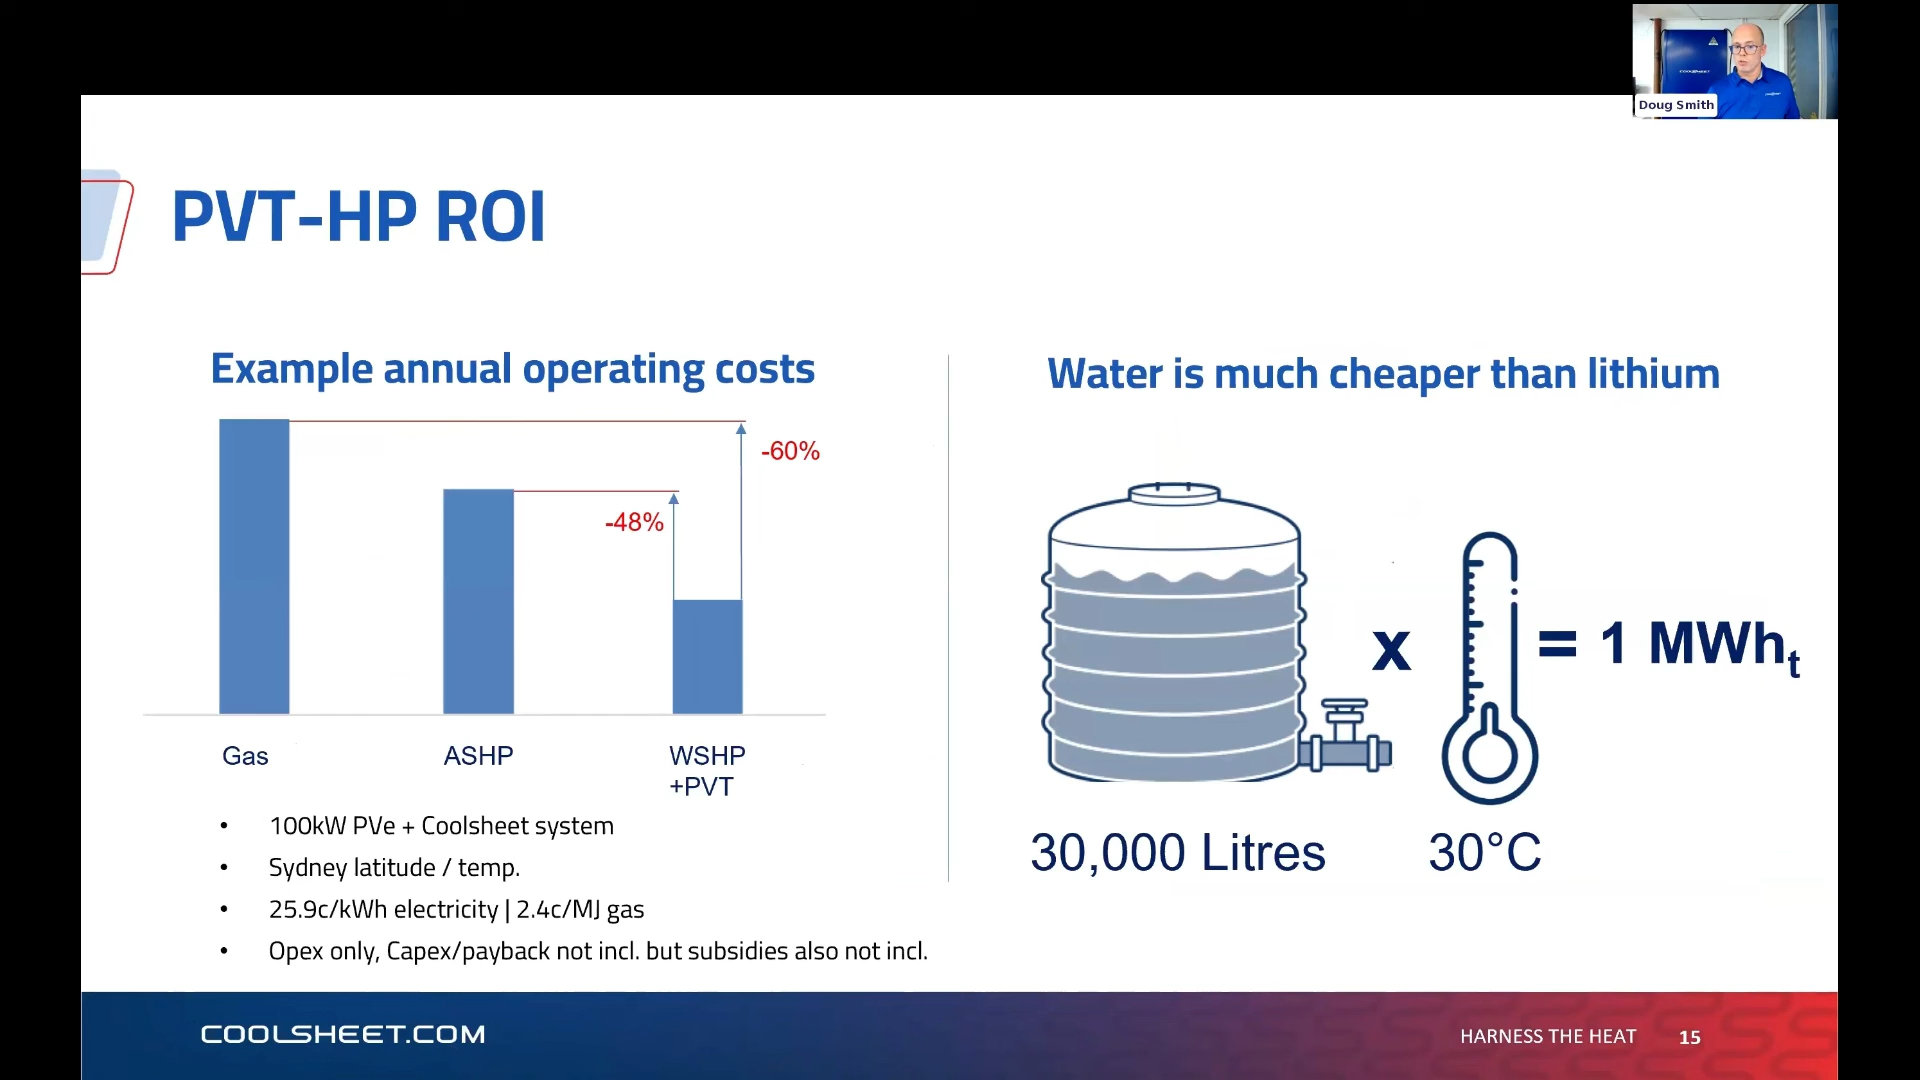 Doug Smith
PVT-HP ROI
Example annual operating costs
-60%
-48%
Gas
ASHP
WSHP
+PVT
• 100kW PVe + Coolsheet system
• Sydney latitude / temp.
• 25.9c/kWh electricity | 2.4c/MJ gas
• Opex only, Capex/payback not incl. but subsidies also not incl.
Water is much cheaper than lithium
x
= 1 MWht
30,000 Litres
30°C
COOLSHEET.COM
HARNESS THE HEAT
15